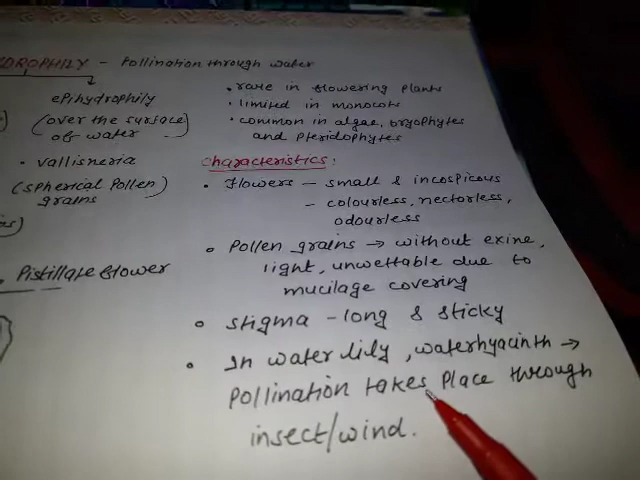 DROPHILY - Pollination through water
epihydrophily
(over the surface)
of water
• vallisneria
(spherical Pollen)
grains
• Pistillate flower
• rare in flowering plants
• limited in monocots
• common in algae, bryophytes
and pteridophytes
Characteristics:
• Flowers - small & incospicous
- colourless, nectorless,
odourless
• Pollen grains → without exine,
light, unwettable due to
mucilage covering
• stigma - long & sticky
• In water lily, waterhyacinth →
Pollination takes place through
insect/wind.